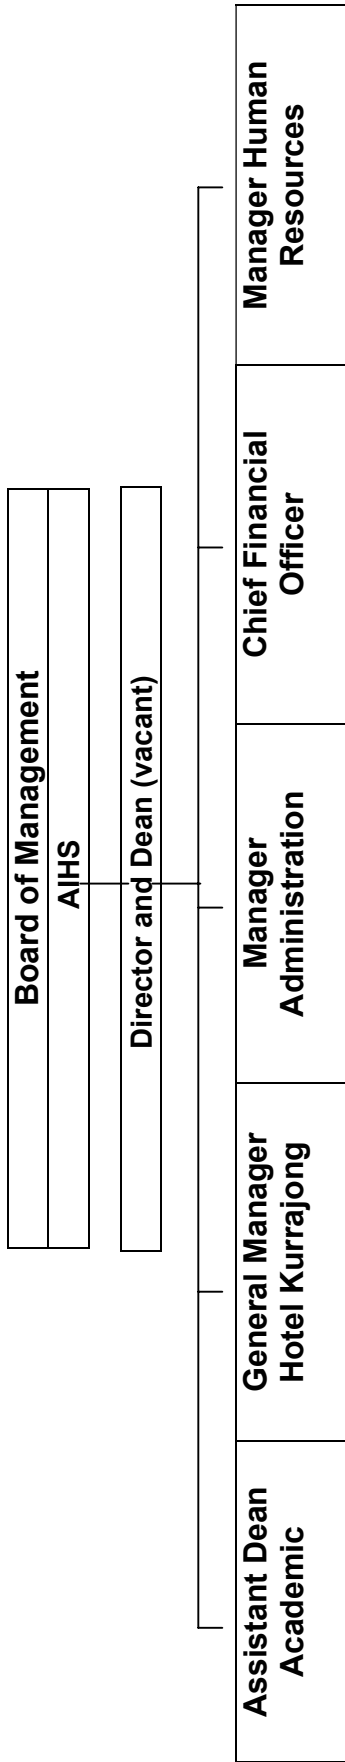 Board of Management
AIHS
Director and Dean (vacant)
Assistant Dean
Academic
General Manager
Hotel Kurrajong
Manager
Administration
Chief Financial
Officer
Manager Human
Resources